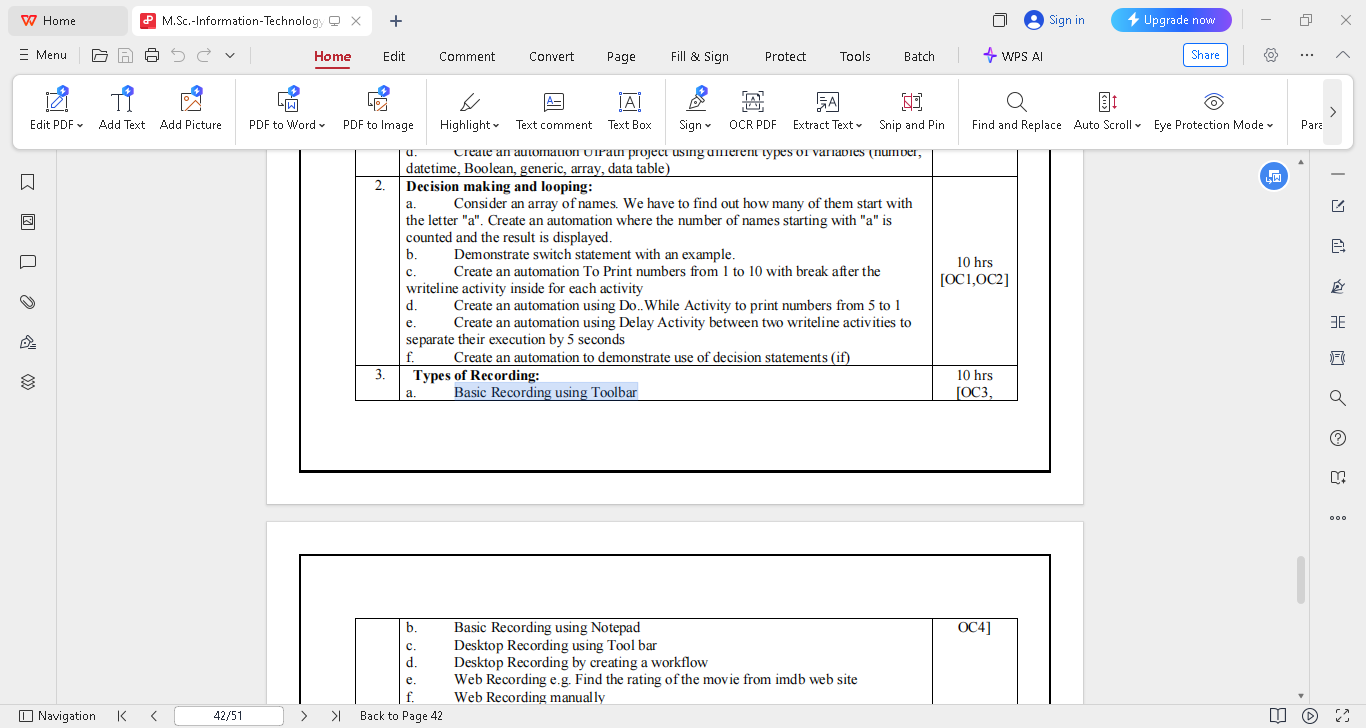 Home
M.Sc.-Information-Technology
Sign in
Upgrade now
Menu
Home Edit Comment Convert Page Fill & Sign Protect Tools Batch WPS AI
Share
Edit PDF Add Text Add Picture PDF to Word PDF to Image Highlight Text comment Text Box Sign OCR PDF Extract Text Snip and Pin Find and Replace Auto Scroll Eye Protection Mode Para
d. Create an automation UiPath project using different types of variables (number,
datetime, Boolean, generic, array, data table)
2. Decision making and looping:
a. Consider an array of names. We have to find out how many of them start with
the letter "a". Create an automation where the number of names starting with "a" is
counted and the result is displayed.
b. Demonstrate switch statement with an example.
c. Create an automation To Print numbers from 1 to 10 with break after the
writeline activity inside for each activity
d. Create an automation using Do..While Activity to print numbers from 5 to 1
e. Create an automation using Delay Activity between two writeline activities to
separate their execution by 5 seconds
f. Create an automation to demonstrate use of decision statements (if)
10 hrs
[OC1,OC2]
3. Types of Recording:
a. Basic Recording using Toolbar
10 hrs
[OC3,
b. Basic Recording using Notepad
c. Desktop Recording using Tool bar
d. Desktop Recording by creating a workflow
e. Web Recording e.g. Find the rating of the movie from imdb web site
f. Web Recording manually
OC4]
Navigation
42/51
Back to Page 42